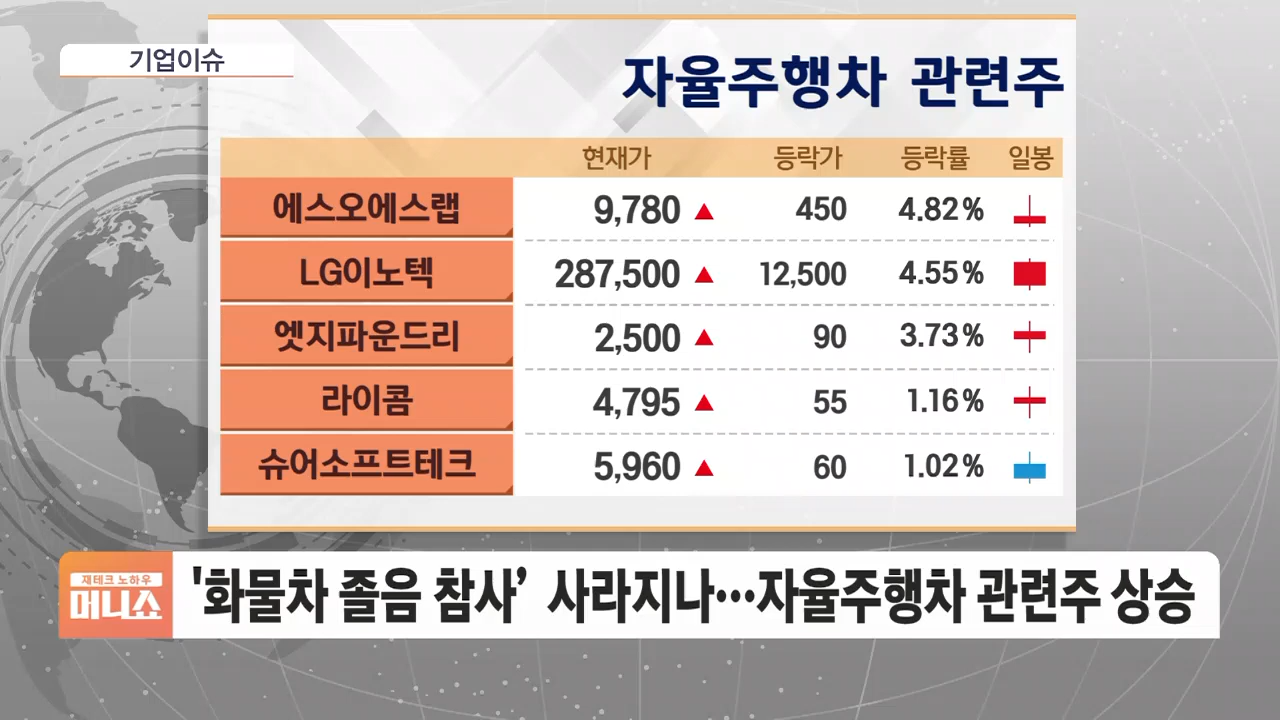 기업이슈
자율주행차 관련주
현재가 등락가 등락률 일봉
에스오에스랩 9,780 ▲ 450 4.82%
LG이노텍 287,500 ▲ 12,500 4.55%
엣지파운드리 2,500 ▲ 90 3.73%
라이콤 4,795 ▲ 55 1.16%
슈어소프트테크 5,960 ▲ 60 1.02%
재테크 노하우
머니쇼
'화물차 졸음 참사’ 사라지나…자율주행차 관련주 상승